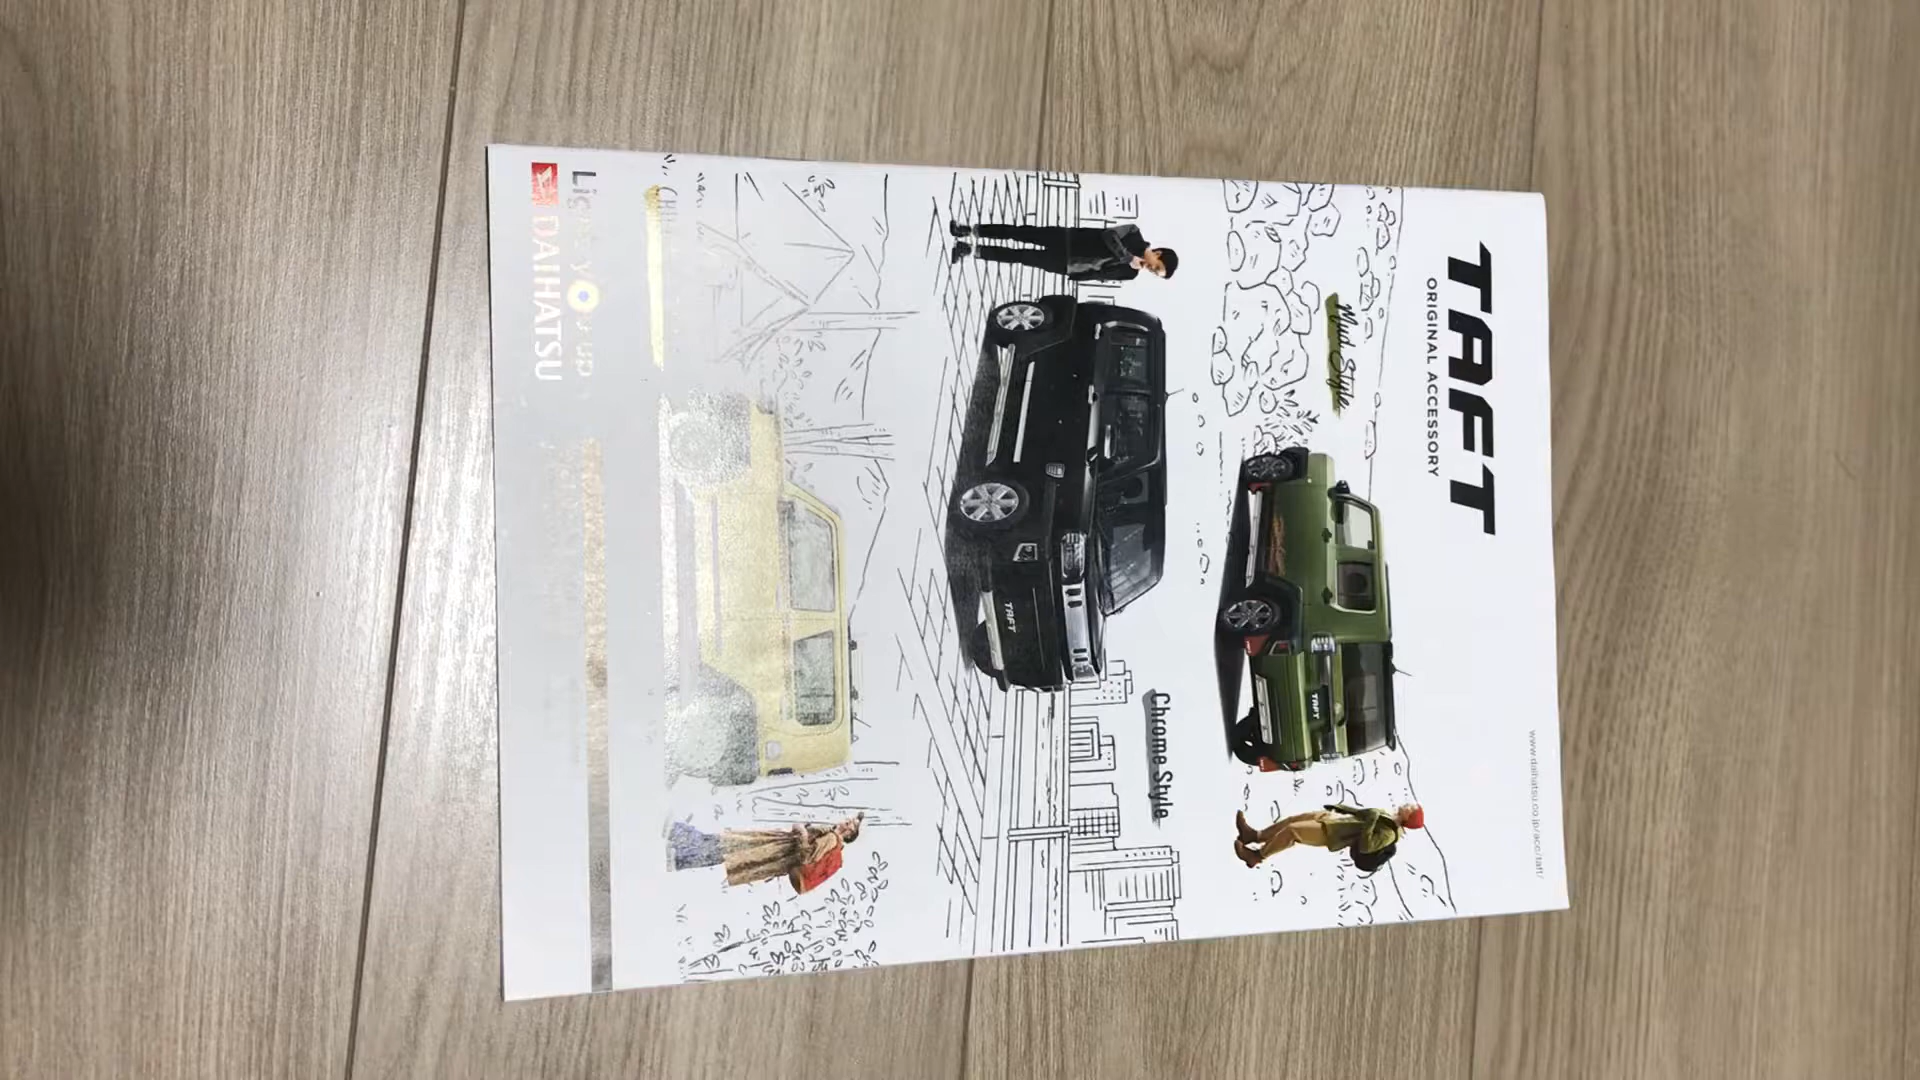 www.daihatsu.co.jp/acc/taft/
TAFT
ORIGINAL ACCESSORY
Mud Style
TAFT
Chrome Style
TAFT
DAIHATSU